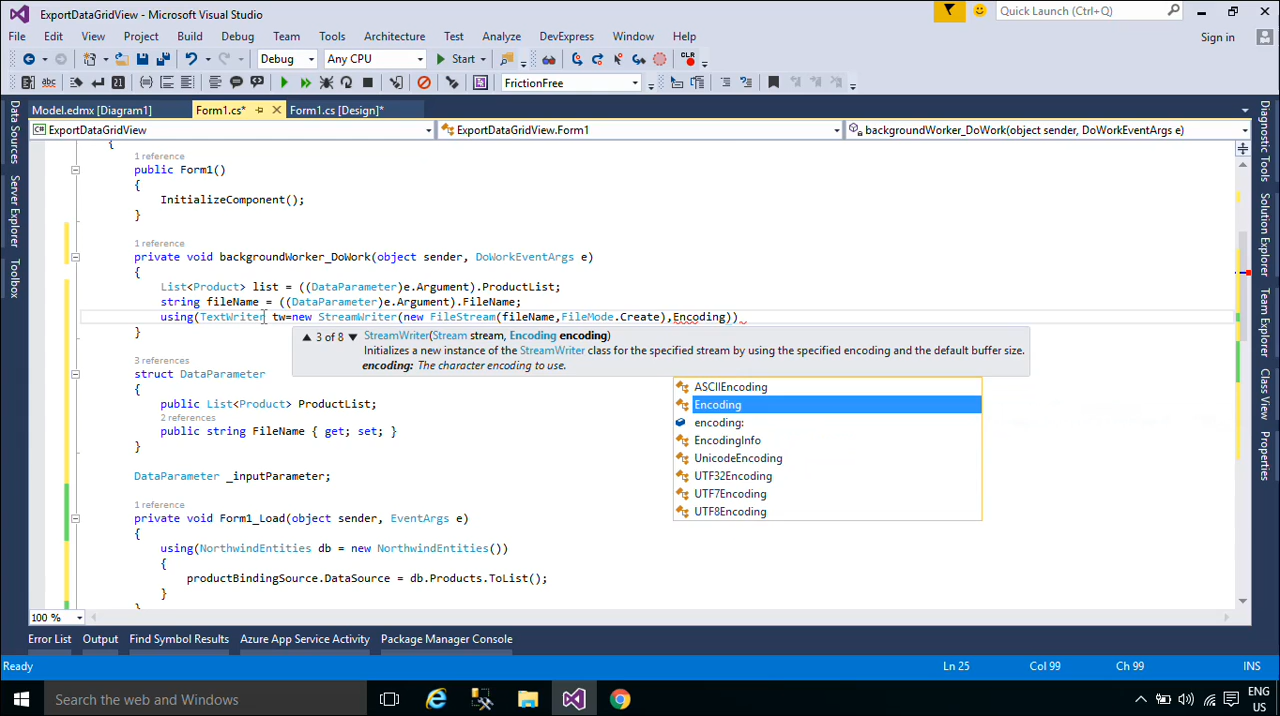 ExportDataGridView - Microsoft Visual Studio
Quick Launch (Ctrl+Q)
File Edit View Project Build Debug Team Tools Architecture Test Analyze DevExpress Window Help
Sign in
Debug Any CPU Start CLR
abc 21 FrictionFree
Model.edmx [Diagram1] Form1.cs* Form1.cs [Design]*
ExportDataGridView ExportDataGridView.Form1 backgroundWorker_DoWork(object sender, DoWorkEventArgs e)
Data Sources
Server Explorer
Toolbox
{
1 reference
public Form1()
{
InitializeComponent();
}
1 reference
private void backgroundWorker_DoWork(object sender, DoWorkEventArgs e)
{
List<Product> list = ((DataParameter)e.Argument).ProductList;
string fileName = ((DataParameter)e.Argument).FileName;
using(TextWriter tw=new StreamWriter(new FileStream(fileName,FileMode.Create),Encoding))
}
3 of 8 StreamWriter(Stream stream, Encoding encoding)
Initializes a new instance of the StreamWriter class for the specified stream by using the specified encoding and the default buffer size.
encoding: The character encoding to use.
ASCIIEncoding
Encoding
encoding:
EncodingInfo
UnicodeEncoding
UTF32Encoding
UTF7Encoding
UTF8Encoding
3 references
struct DataParameter
{
public List<Product> ProductList;
2 references
public string FileName { get; set; }
}
DataParameter _inputParameter;
1 reference
private void Form1_Load(object sender, EventArgs e)
{
using(NorthwindEntities db = new NorthwindEntities())
{
productBindingSource.DataSource = db.Products.ToList();
}
}
Diagnostic Tools
Solution Explorer
Team Explorer
Class View
Properties
100 %
Error List Output Find Symbol Results Azure App Service Activity Package Manager Console
Ready Ln 25 Col 99 Ch 99 INS
Search the web and Windows
ENG
US